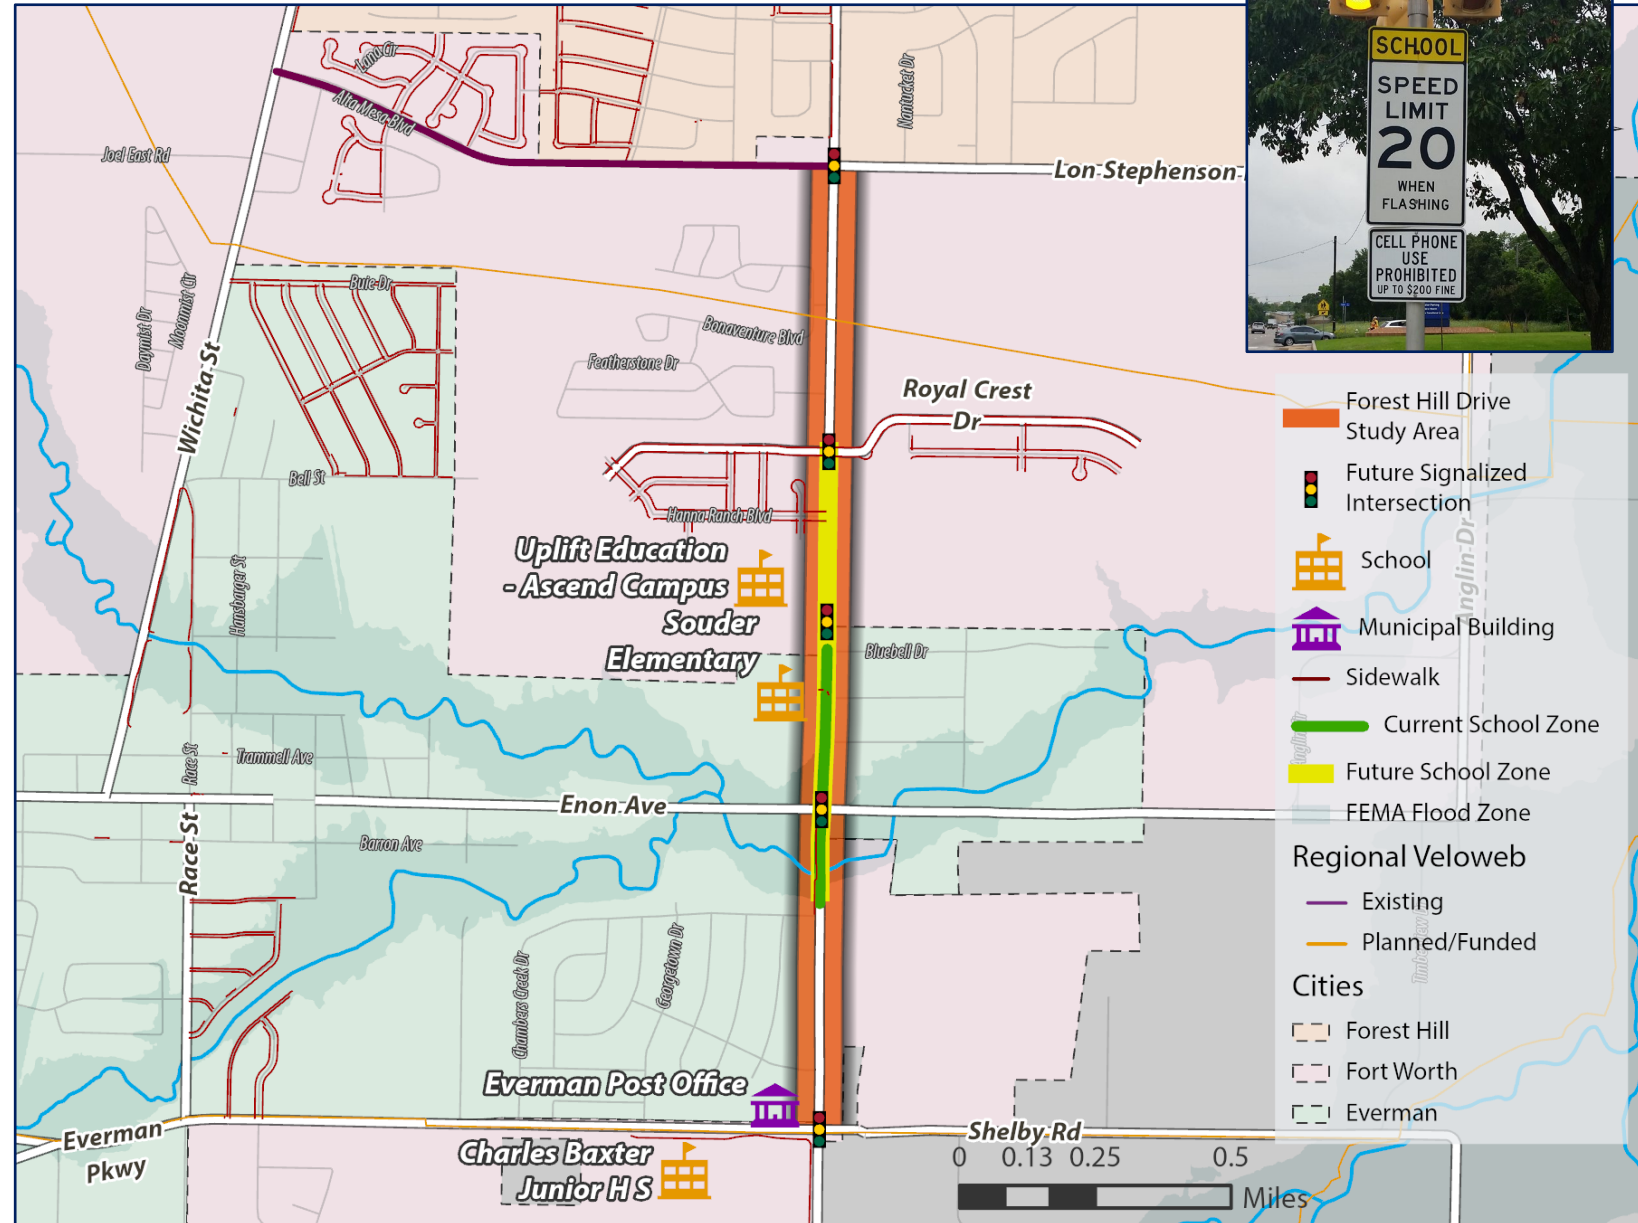 SCHOOL
SPEED
LIMIT
20
WHEN
FLASHING
CELL PHONE
USE
PROHIBITED
UP TO $200 FINE
Lana Cir
Alta Mesa Blvd
Nantucket Dr
Joel East Rd
Lon Stephenson
Buie Dr
Daymist Dr
Moonmist Cir
Wichita St
Bonaventure Blvd
Featherstone Dr
Royal Crest
Dr
Bell St
Hanna Ranch Blvd
Hansbarger St
Uplift Education
- Ascend Campus
Souder
Elementary
Bluebell Dr
Race St
Trammell Ave
Enon Ave
Race St
Barron Ave
Chambers Creek Dr
Georgetown Dr
Everman Post Office
Everman
Pkwy
Shelby Rd
Charles Baxter
Junior H S
Anglin Dr
Anglin Dr
Forest Hill Drive
Study Area
Future Signalized
Intersection
School
Municipal Building
Sidewalk
Current School Zone
Future School Zone
FEMA Flood Zone
Regional Veloweb
Existing
Planned/Funded
Cities
Forest Hill
Fort Worth
Everman
0 0.13 0.25 0.5
Miles